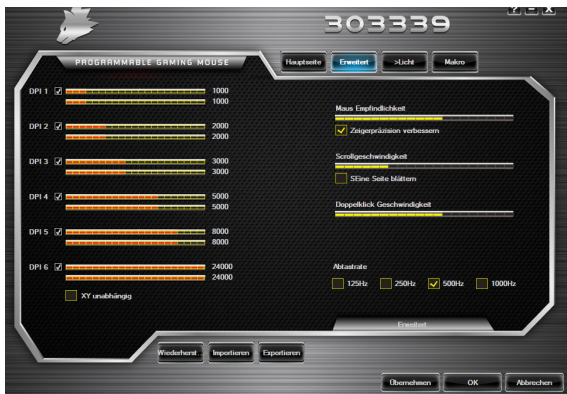 ? – X
303339
PROGRAMMABLE GAMING MOUSE
Hauptseite Erweitert >Licht Makro
DPI 1 1000
1000
DPI 2 2000
2000
DPI 3 3000
3000
DPI 4 5000
5000
DPI 5 8000
8000
DPI 6 24000
24000
XY unabhängig
Maus Empfindlichkeit
Zeigerpräzision verbessern
Scrollgeschwindigkeit
SEine Seite blättern
Doppelklick Geschwindigkeit
Abtastrate
125Hz 250Hz 500Hz 1000Hz
Erweitert
Wiederherst... Importieren Exportieren
Übernehmen OK Abbrechen